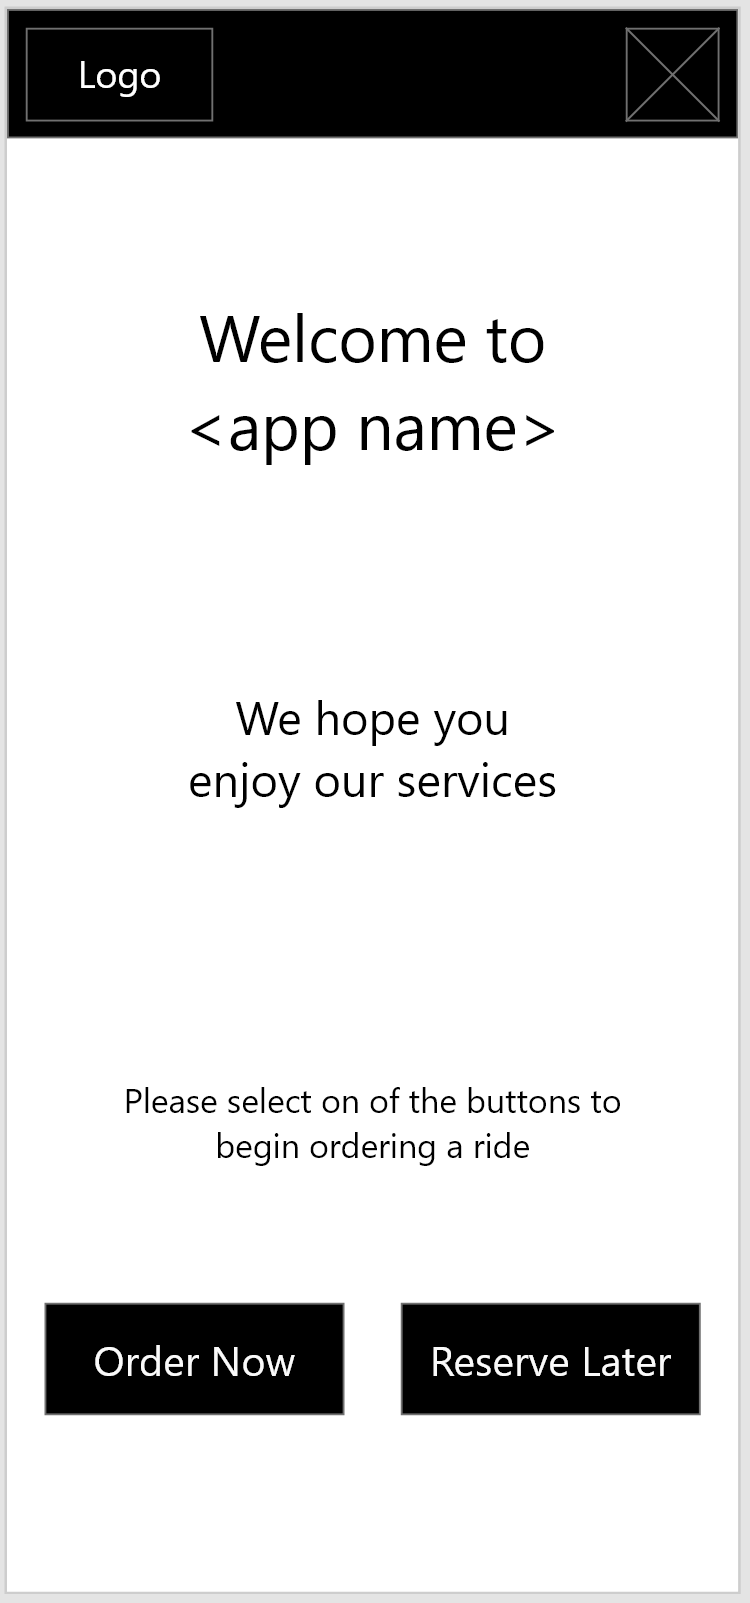 Logo
Welcome to
<app name>
We hope you
enjoy our services
Please select on of the buttons to
begin ordering a ride
Order Now
Reserve Later